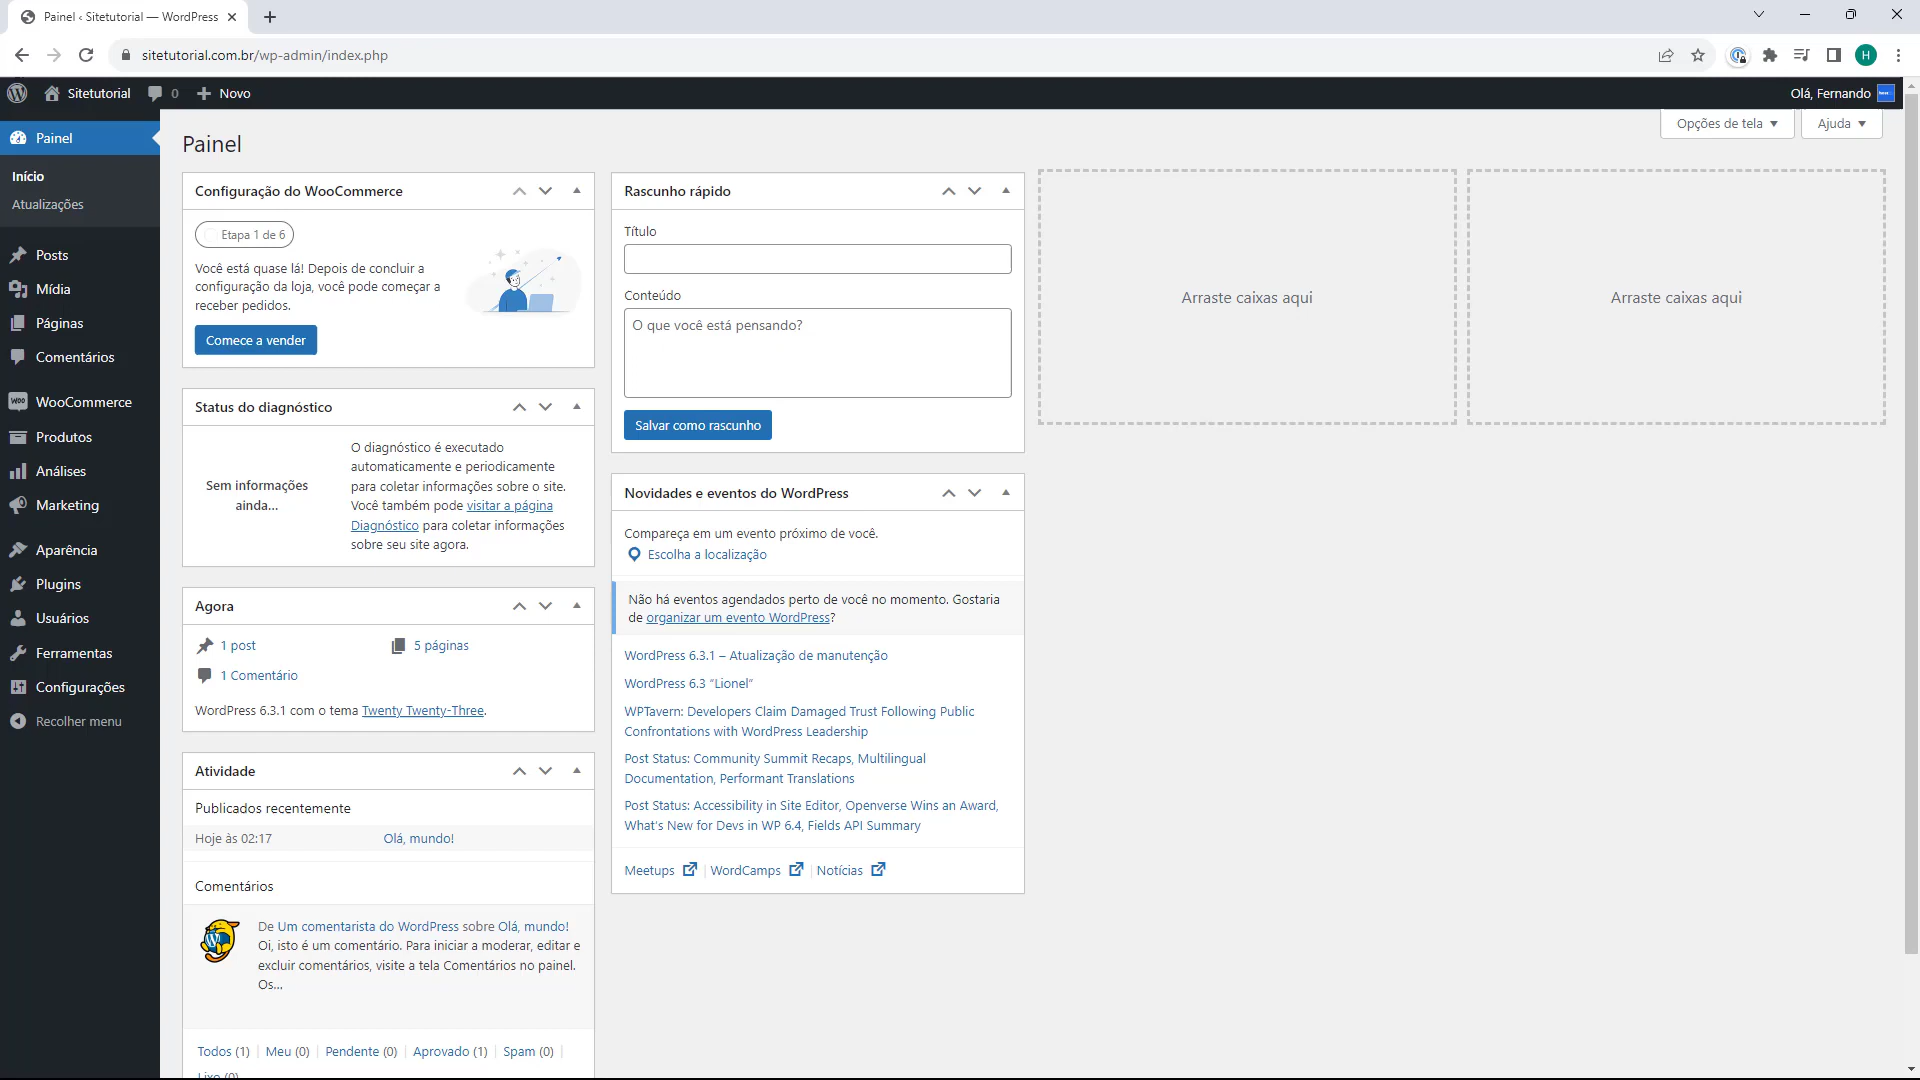 Painel ‹ Sitetutorial — WordPress
sitetutorial.com.br/wp-admin/index.php
H
Sitetutorial
0
Novo
Olá, Fernando
Painel
Início
Atualizações
Posts
Mídia
Páginas
Comentários
WooCommerce
Produtos
Análises
Marketing
Aparência
Plugins
Usuários
Ferramentas
Configurações
Recolher menu
Opções de tela
Ajuda
Painel
Configuração do WooCommerce
Etapa 1 de 6
Você está quase lá! Depois de concluir a
configuração da loja, você pode começar a
receber pedidos.
Comece a vender
Status do diagnóstico
Sem informações
ainda...
O diagnóstico é executado
automaticamente e periodicamente
para coletar informações sobre o site.
Você também pode visitar a página
Diagnóstico para coletar informações
sobre seu site agora.
Agora
1 post
5 páginas
1 Comentário
WordPress 6.3.1 com o tema Twenty Twenty-Three.
Atividade
Publicados recentemente
Hoje às 02:17
Olá, mundo!
Comentários
De Um comentarista do WordPress sobre Olá, mundo!
Oi, isto é um comentário. Para iniciar a moderar, editar e
excluir comentários, visite a tela Comentários no painel.
Os...
Todos (1) | Meu (0) | Pendente (0) | Aprovado (1) | Spam (0) |
Lixo (0)
Rascunho rápido
Título
Conteúdo
O que você está pensando?
Salvar como rascunho
Novidades e eventos do WordPress
Compareça em um evento próximo de você.
Escolha a localização
Não há eventos agendados perto de você no momento. Gostaria
de organizar um evento WordPress?
WordPress 6.3.1 – Atualização de manutenção
WordPress 6.3 “Lionel”
WPTavern: Developers Claim Damaged Trust Following Public
Confrontations with WordPress Leadership
Post Status: Community Summit Recaps, Multilingual
Documentation, Performant Translations
Post Status: Accessibility in Site Editor, Openverse Wins an Award,
What’s New for Devs in WP 6.4, Fields API Summary
Meetups | WordCamps | Notícias
Arraste caixas aqui
Arraste caixas aqui